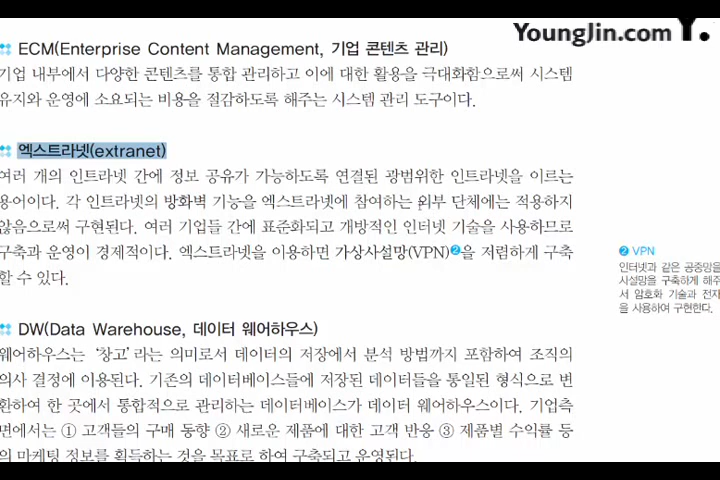 YoungJin.com Y.
ECM(Enterprise Content Management, 기업 콘텐츠 관리)
기업 내부에서 다양한 콘텐츠를 통합 관리하고 이에 대한 활용을 극대화함으로써 시스템
유지와 운영에 소요되는 비용을 절감하도록 해주는 시스템 관리 도구이다.
엑스트라넷(extranet)
여러 개의 인트라넷 간에 정보 공유가 가능하도록 연결된 광범위한 인트라넷을 이르는
용어이다. 각 인트라넷의 방화벽 기능을 엑스트라넷에 참여하는 외부 단체에는 적용하지
않음으로써 구현된다. 여러 기업들 간에 표준화되고 개방적인 인터넷 기술을 사용하므로
구축과 운영이 경제적이다. 엑스트라넷을 이용하면 가상사설망(VPN)❷을 저렴하게 구축
할 수 있다.
❷ VPN
인터넷과 같은 공중망을
사설망을 구축하게 해주
서 암호화 기술과 전자
을 사용하여 구현한다.
DW(Data Warehouse, 데이터 웨어하우스)
웨어하우스는 ‘창고’라는 의미로서 데이터의 저장에서 분석 방법까지 포함하여 조직의
의사 결정에 이용된다. 기존의 데이터베이스들에 저장된 데이터들을 통일된 형식으로 변
환하여 한 곳에서 통합적으로 관리하는 데이터베이스가 데이터 웨어하우스이다. 기업측
면에서는 ① 고객들의 구매 동향 ② 새로운 제품에 대한 고객 반응 ③ 제품별 수익률 등
의 마케팅 정보를 획득하는 것을 목표로 하여 구축되고 운영된다.